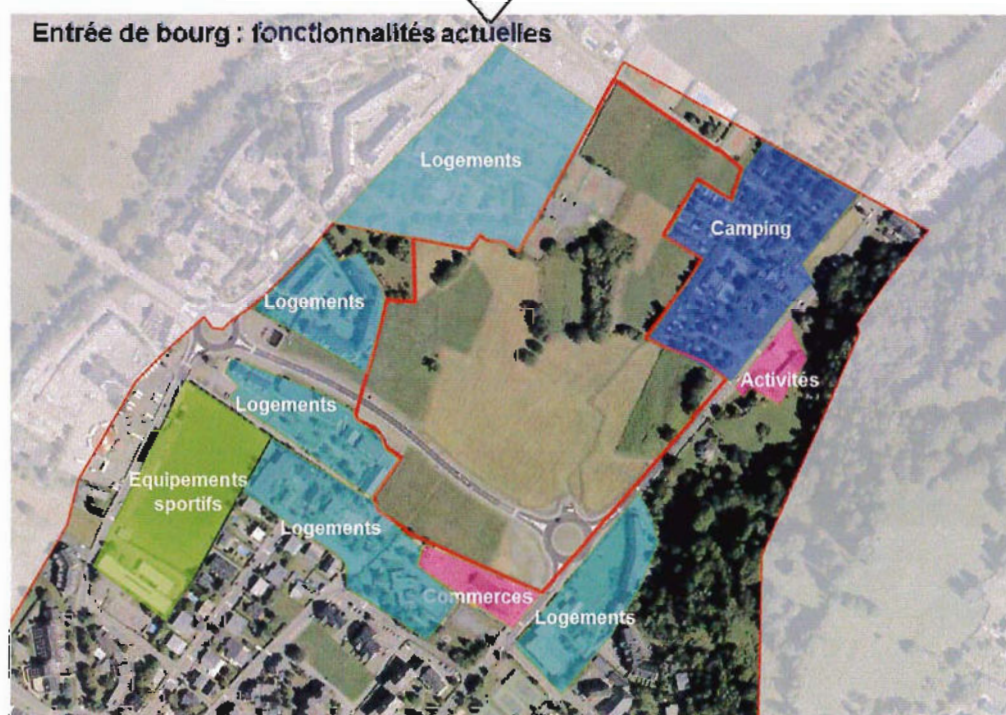 Entrée de bourg : fonctionnalités actuelles
Logements
Camping
Logements
Activités
Logements
Equipements
sportifs
Logements
Commerces
Logements